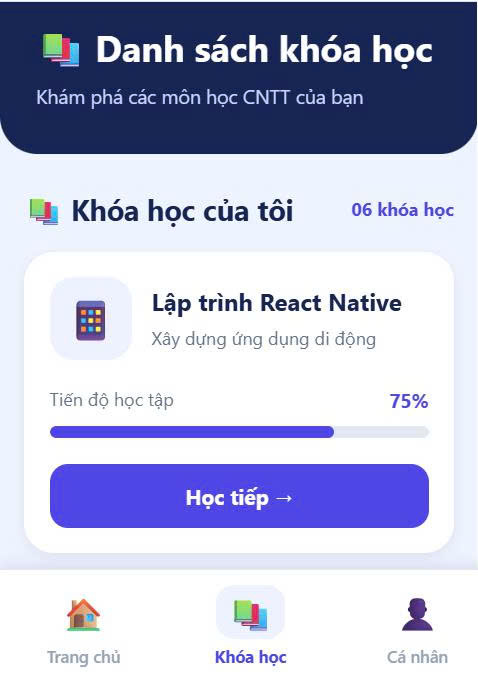 Danh sách khóa học
Khám phá các môn học CNTT của bạn
Khóa học của tôi
06 khóa học
Lập trình React Native
Xây dựng ứng dụng di động
Tiến độ học tập
75%
Học tiếp →
Trang chủ
Khóa học
Cá nhân